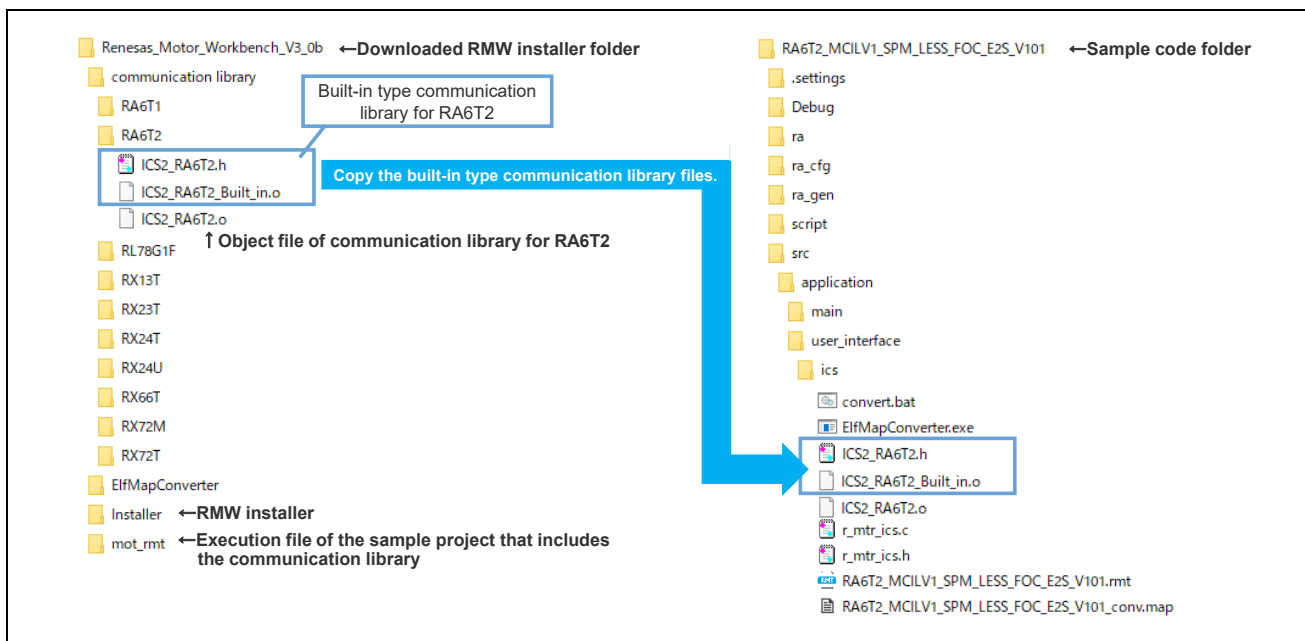 Renesas_Motor_Workbench_V3_0b ←Downloaded RMW installer folder
communication library
RA6T1
RA6T2
Built-in type communication
library for RA6T2
ICS2_RA6T2.h
ICS2_RA6T2_Built_in.o
ICS2_RA6T2.o
↑Object file of communication library for RA6T2
RL78G1F
RX13T
RX23T
RX24T
RX24U
RX66T
RX72M
RX72T
ElfMapConverter
Installer ←RMW installer
mot_rmt ←Execution file of the sample project that includes
the communication library
Copy the built-in type communication library files.
RA6T2_MCILV1_SPM_LESS_FOC_E2S_V101 ←Sample code folder
.settings
Debug
ra
ra_cfg
ra_gen
script
src
application
main
user_interface
ics
convert.bat
ElfMapConverter.exe
ICS2_RA6T2.h
ICS2_RA6T2_Built_in.o
ICS2_RA6T2.o
r_mtr_ics.c
r_mtr_ics.h
RMT RA6T2_MCILV1_SPM_LESS_FOC_E2S_V101.rmt
RA6T2_MCILV1_SPM_LESS_FOC_E2S_V101_conv.map